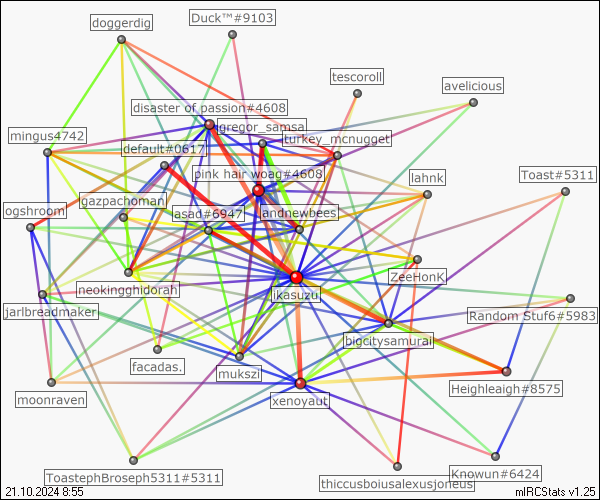 Duck™#9103
doggerdig
tescoroll
avelicious
disaster of passion#4608
gregor_samsa
mingus4742
turkey_mcnugget
default#0617
pink hair woag#4608
lahnk
Toast#5311
gazpachoman
ogshroom
lasad#6947
andnewbees
ZeeHonK
neokingghidorah
ikasuzu
jarlbreadmaker
Random Stuf6#5983
bigcitysamurai
facadas.
mukszi
Heighleaigh#8575
moonraven
xenoyaut
ToastephBroseph5311#5311
Knowun#6424
thiccusboiusalexusjoneus
21.10.2024 8:55
mIRCStats v1.25